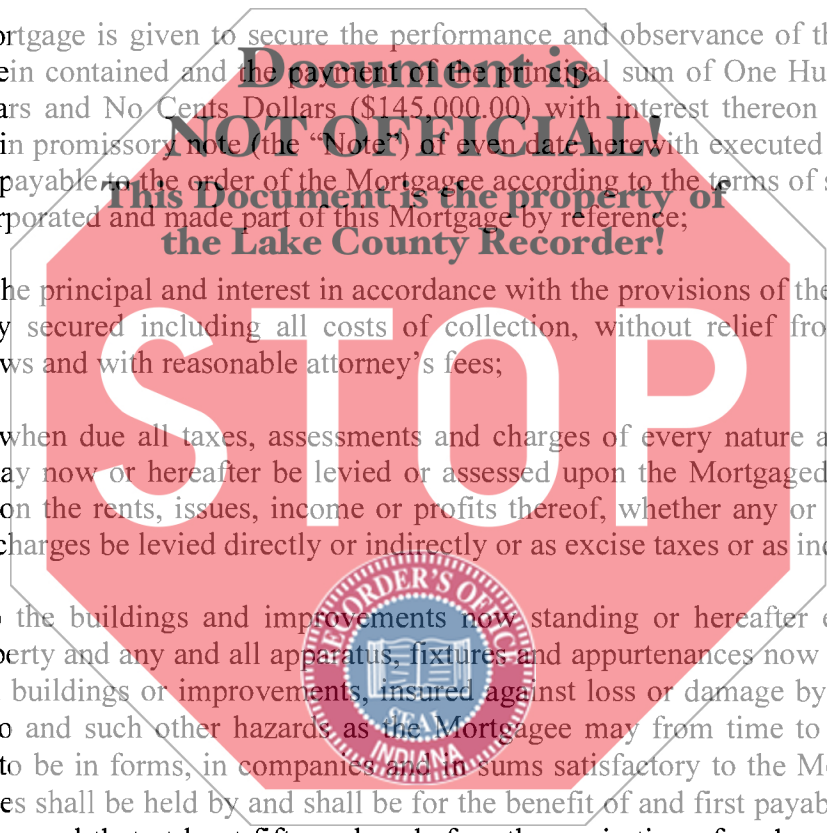 ortgage is given to secure the performance and observance of th
Document is
ein contained and the payment of the principal sum of One Hu
ars and No Cents Dollars ($145,000.00) with interest thereon
NOT OFFICIAL!
in promissory note (the “Note”) of even date herewith executed
payable to the order of the Mortgagee according to the terms of s
This Document is the property of
rporated and made part of this Mortgage by reference;
the Lake County Recorder!
he principal and interest in accordance with the provisions of the
y secured including all costs of collection, without relief fro
ws and with reasonable attorney’s fees;
STOP
when due all taxes, assessments and charges of every nature a
ay now or hereafter be levied or assessed upon the Mortgaged
on the rents, issues, income or profits thereof, whether any or
charges be levied directly or indirectly or as excise taxes or as inc
RECORDER'S OFFICE
the buildings and improvements now standing or hereafter e
perty and any and all apparatus, fixtures and appurtenances now
buildings or improvements, insured against loss or damage by
SEAL
o and such other hazards as the Mortgagee may from time to
INDIANA
to be in forms, in companies and in sums satisfactory to the Mo
es shall be held by and shall be for the benefit of and first payab